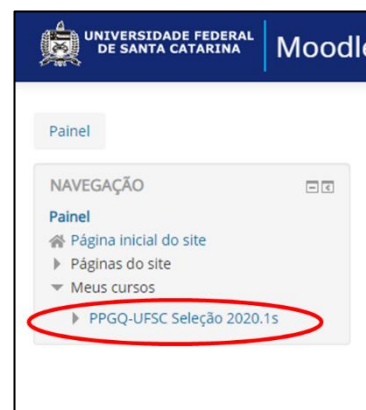 UNIVERSIDADE FEDERAL
DE SANTA CATARINA
Moodle
Painel
NAVEGAÇÃO
Painel
Página inicial do site
Páginas do site
Meus cursos
PPGQ-UFSC Seleção 2020.1s